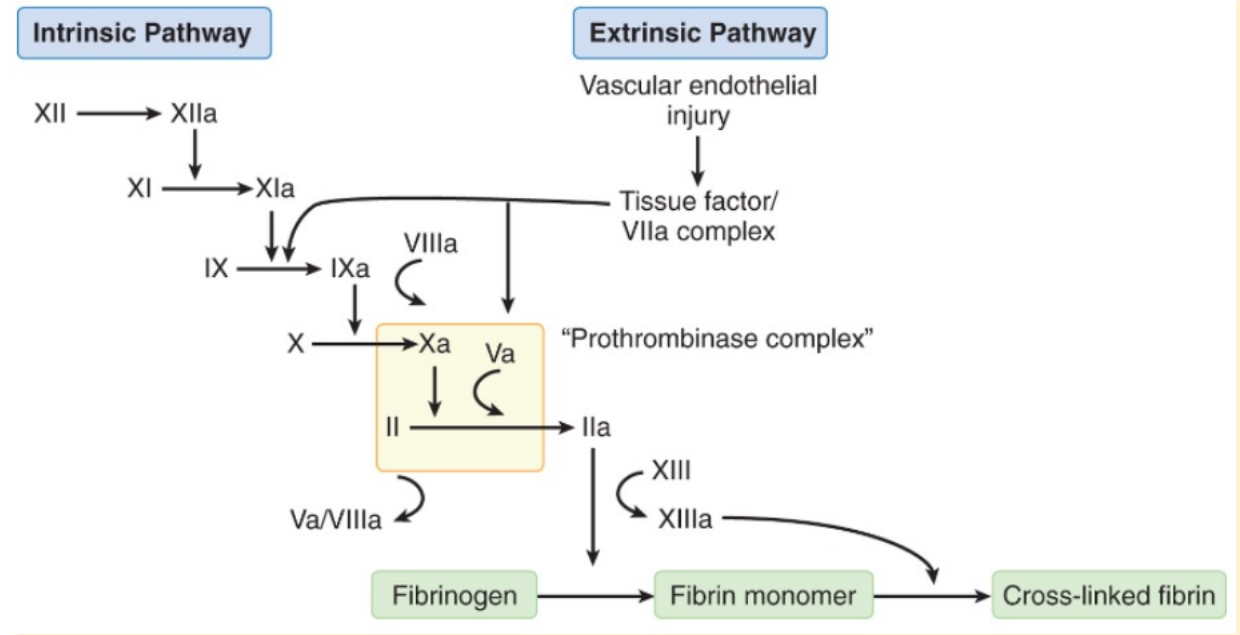 Intrinsic Pathway
Extrinsic Pathway
Vascular endothelial
injury
XII
XIIa
XI
XIa
Tissue factor/
VIIa complex
VIIIa
IX
IXa
X
Xa
Va
“Prothrombinase complex”
II
IIa
XIII
Va/VIIIa
XIIIa
Fibrinogen
Fibrin monomer
Cross-linked fibrin